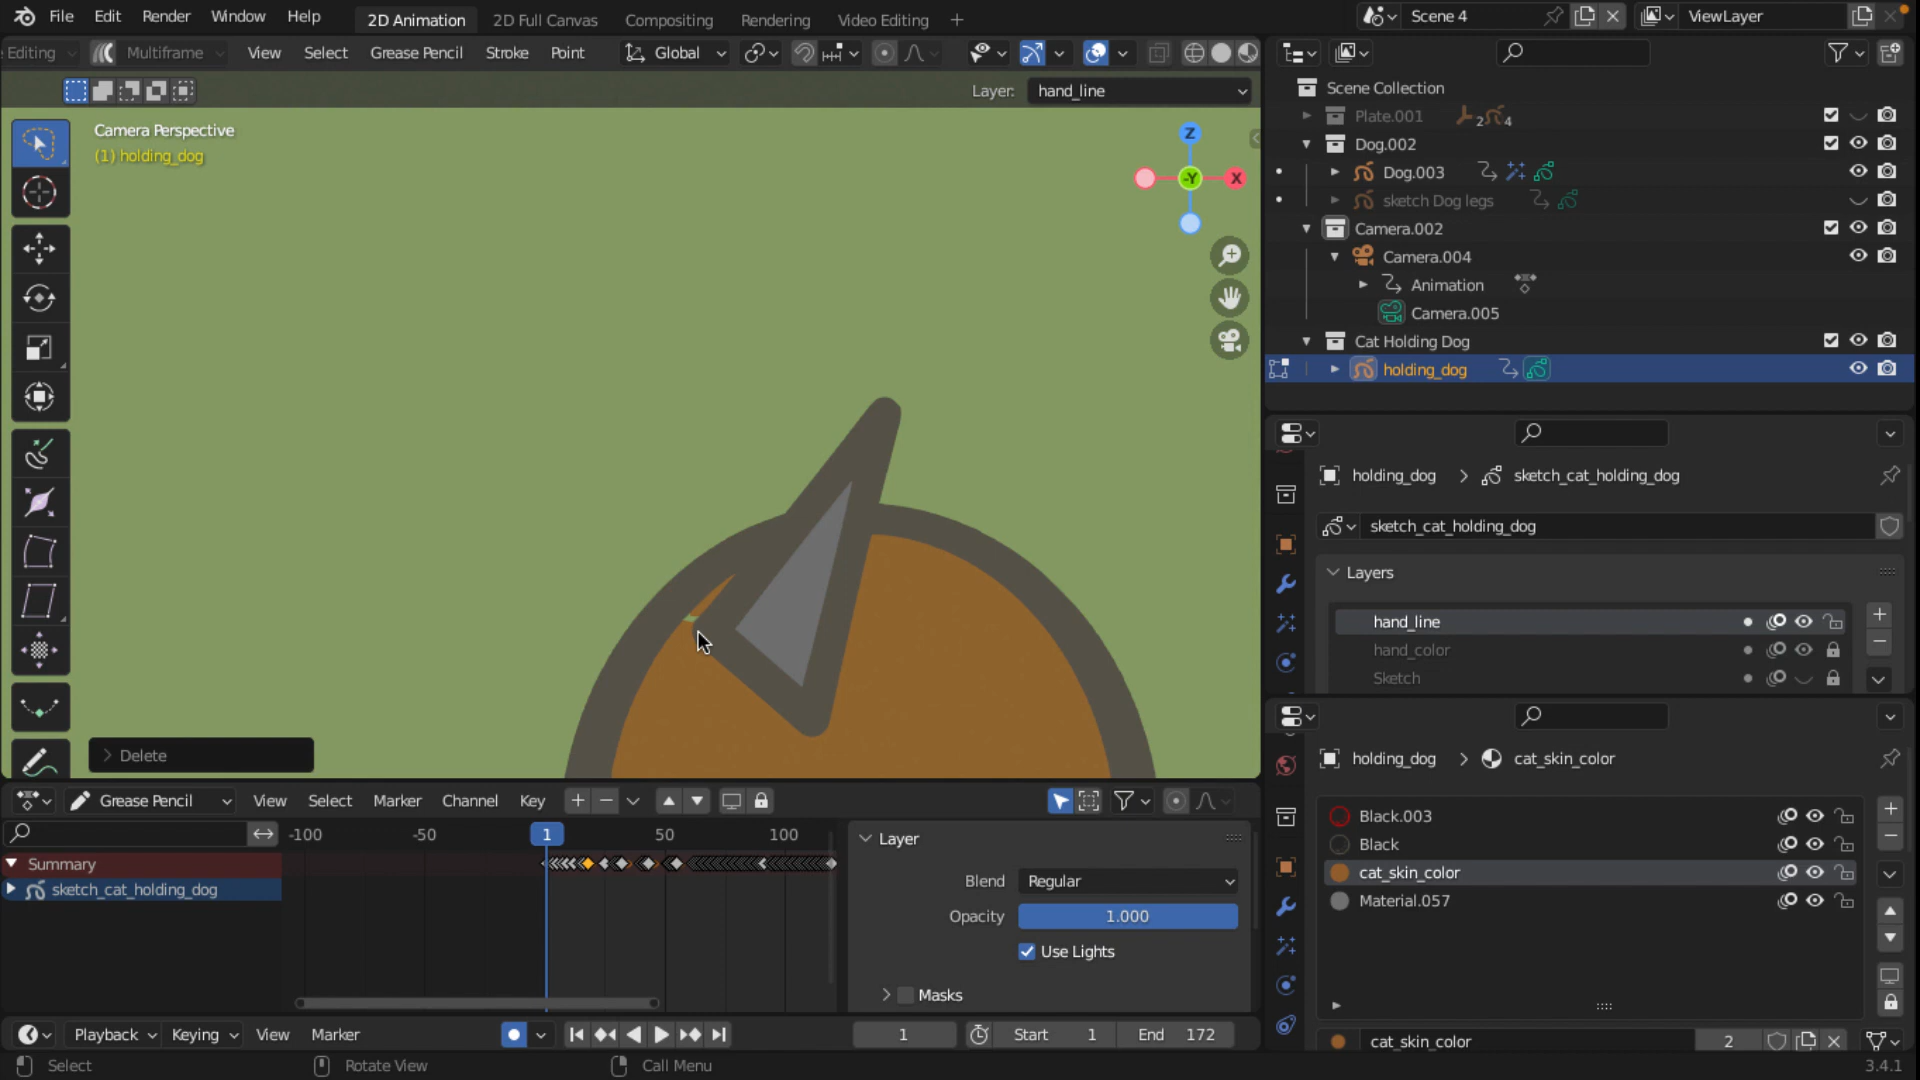 File Edit Render Window Help 2D Animation 2D Full Canvas Compositing Rendering Video Editing + Scene 4 ViewLayer
Editing Multiframe View Select Grease Pencil Stroke Point Global
Layer: hand_line
Camera Perspective
(1) holding_dog
Z
-Y X
Delete
Scene Collection
Plate.001 2 4
Dog.002
Dog.003
sketch Dog legs
Camera.002
Camera.004
Animation
Camera.005
Cat Holding Dog
holding_dog
holding_dog > sketch_cat_holding_dog
sketch_cat_holding_dog
Layers
hand_line
hand_color
Sketch
holding_dog > cat_skin_color
Black.003
Black
cat_skin_color
Material.057
cat_skin_color 2
Grease Pencil View Select Marker Channel Key
-100 -50 1 50 100
Summary
sketch_cat_holding_dog
Layer
Blend Regular
Opacity 1.000
Use Lights
Masks
Playback Keying View Marker 1 Start 1 End 172
Select Rotate View Call Menu 3.4.1